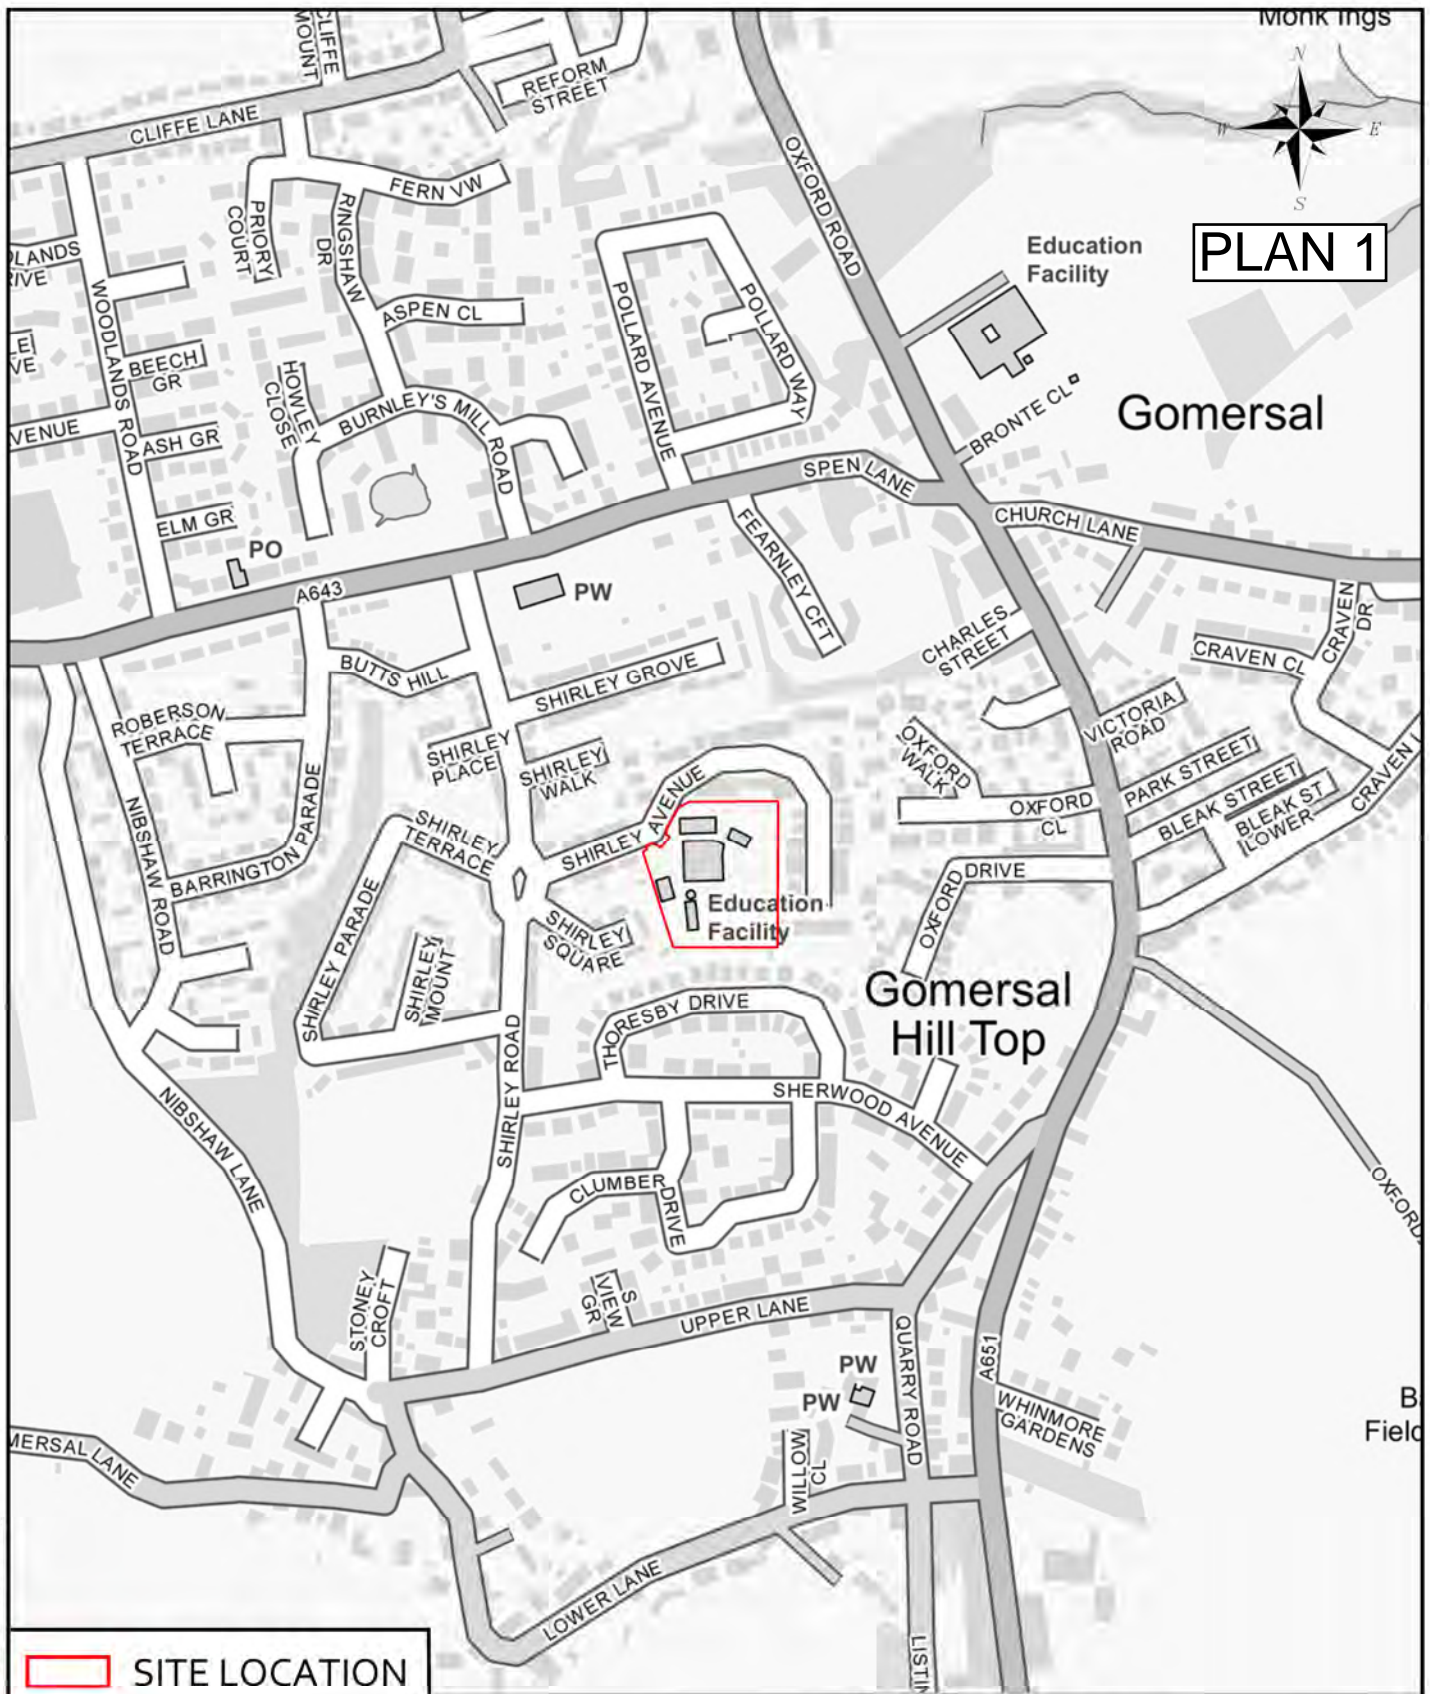 Monk Ings
N
W
E
S
PLAN 1
CLIFFE
MOUNT
REFORM
STREET
CLIFFE LANE
OXFORD ROAD
FERN VW
PRIORY
COURT
RINGSHAW
DR
Education
Facility
WOODLANDS ROAD
ASPEN CL
POLLARD AVENUE
POLLARD WAY
BEECH
GR
HOWLEY
CLOSE
BURNLEY'S MILL ROAD
BRONTE CL
Gomersal
VENUE
ASH GR
SPEN LANE
ELM GR
PO
FEARNLEY CFT
CHURCH LANE
A643
PW
CRAVEN
DR
CHARLES
STREET
CRAVEN CL
BUTTS HILL
SHIRLEY GROVE
ROBERSON
TERRACE
VICTORIA
ROAD
SHIRLEY
PLACE
SHIRLEY
WALK
OXFORD
WALK
PARK STREET
NIBSHAW ROAD
BARRINGTON PARADE
SHIRLEY AVENUE
OXFORD
CL
BLEAK STREET
BLEAK ST
LOWER
CRAVEN L
SHIRLEY
TERRACE
SHIRLEY PARADE
OXFORD DRIVE
Education
Facility
SHIRLEY
SQUARE
SHIRLEY
MOUNT
Gomersal
Hill Top
THORESBY DRIVE
SHIRLEY ROAD
SHERWOOD AVENUE
NIBSHAW LANE
CLUMBER DRIVE
OXFORD
STONEY
CROFT
S
VIEW
GR
UPPER LANE
QUARRY ROAD
A651
PW
PW
WHINMORE
GARDENS
B
Field
MERSAL LANE
WILLOW
CL
LOWER LANE
LISTIN
SITE LOCATION